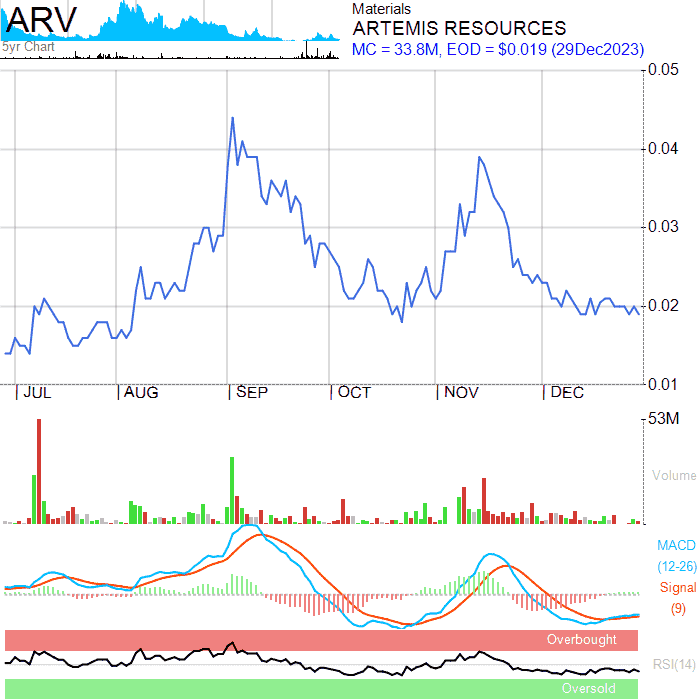 ARV
5yr Chart
Materials
ARTEMIS RESOURCES
MC = 33.8M, EOD = $0.019 (29Dec2023)
0.05
0.04
0.03
0.02
0.01
JUL AUG SEP OCT NOV DEC
53M
Volume
MACD
(12-26)
Signal
(9)
Overbought
RSI(14)
Oversold